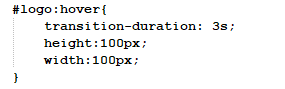 #logo:hover{
    transition-duration: 3s;
    height:100px;
    width:100px;
}